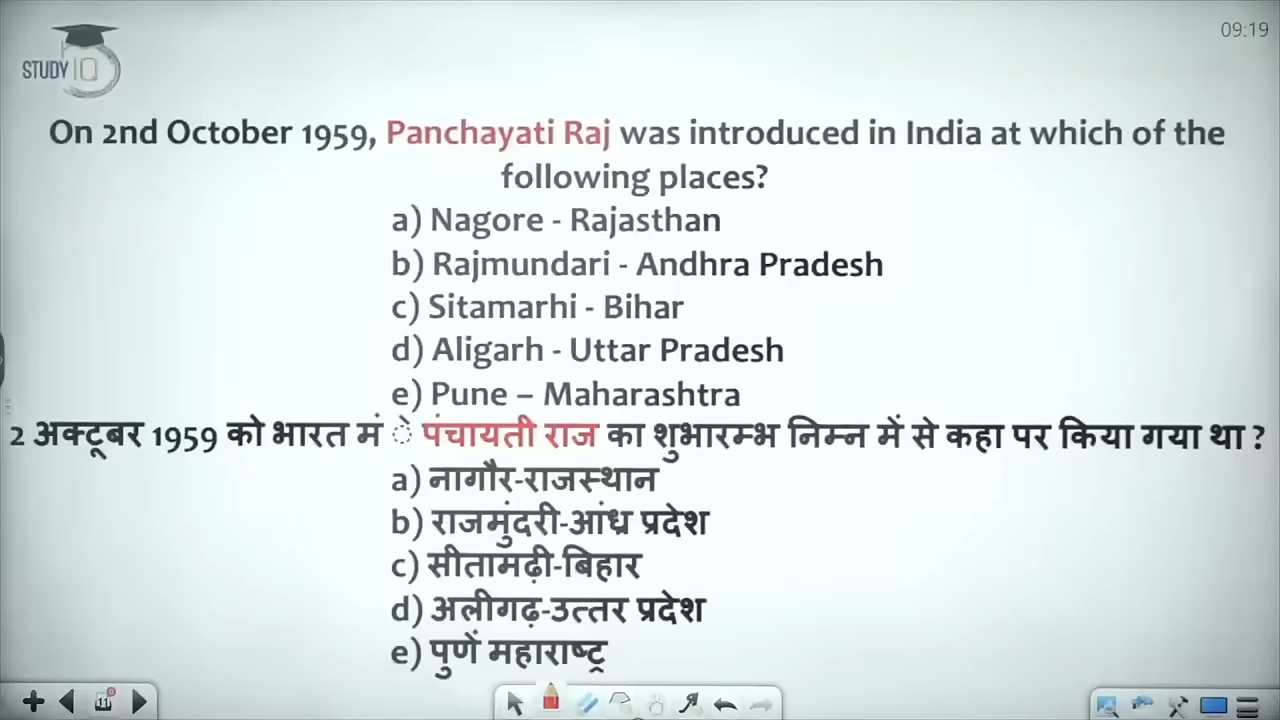 STUDY IQ
09:19
On 2nd October 1959, Panchayati Raj was introduced in India at which of the
following places?
a) Nagore - Rajasthan
b) Rajmundari - Andhra Pradesh
c) Sitamarhi - Bihar
d) Aligarh - Uttar Pradesh
e) Pune – Maharashtra
2 अक्टूबर 1959 को भारत मं े पंचायती राज का शुभारम्भ निम्न में से कहा पर किया गया था ?
a) नागौर-राजस्थान
b) राजमुंदरी-आंध्र प्रदेश
c) सीतामढ़ी-बिहार
d) अलीगढ़-उत्तर प्रदेश
e) पुणें महाराष्ट्र
11